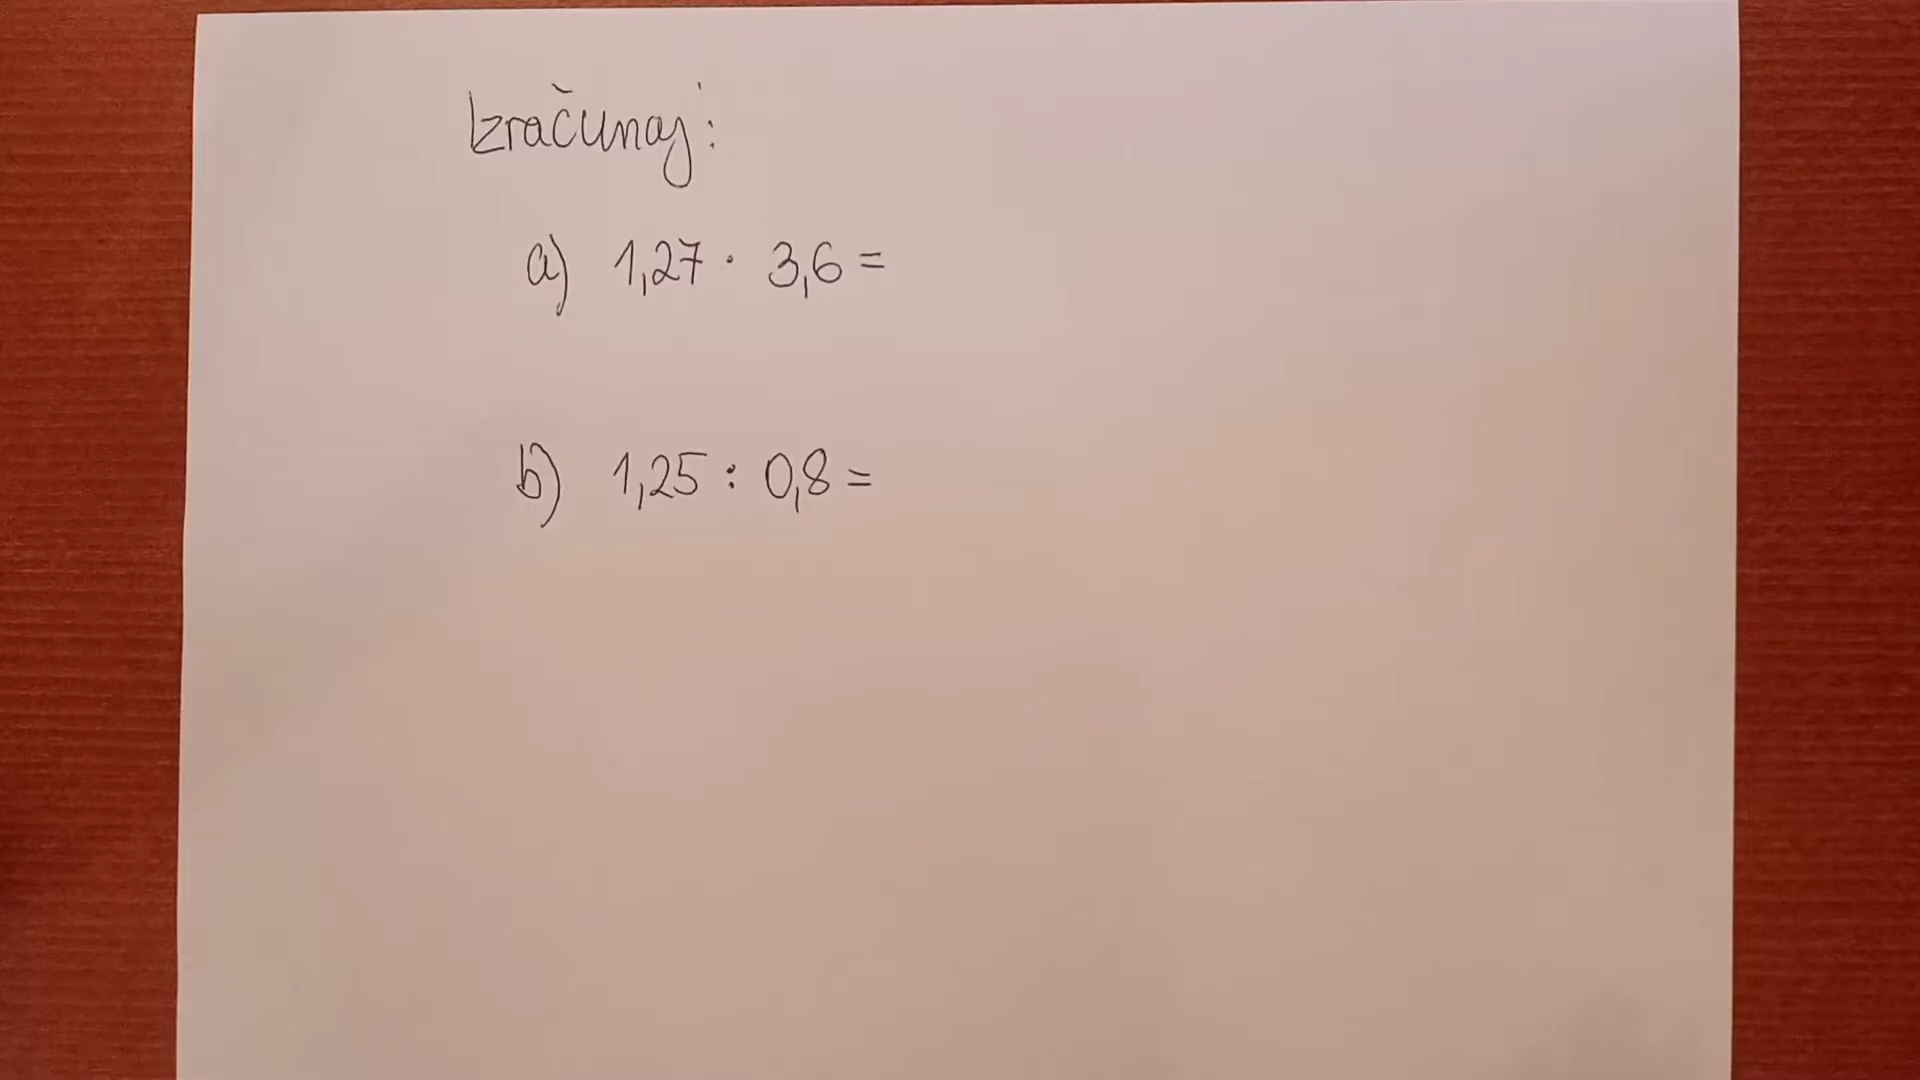 Izračunaj:
a) 1,27 · 3,6 =
b) 1,25 : 0,8 =